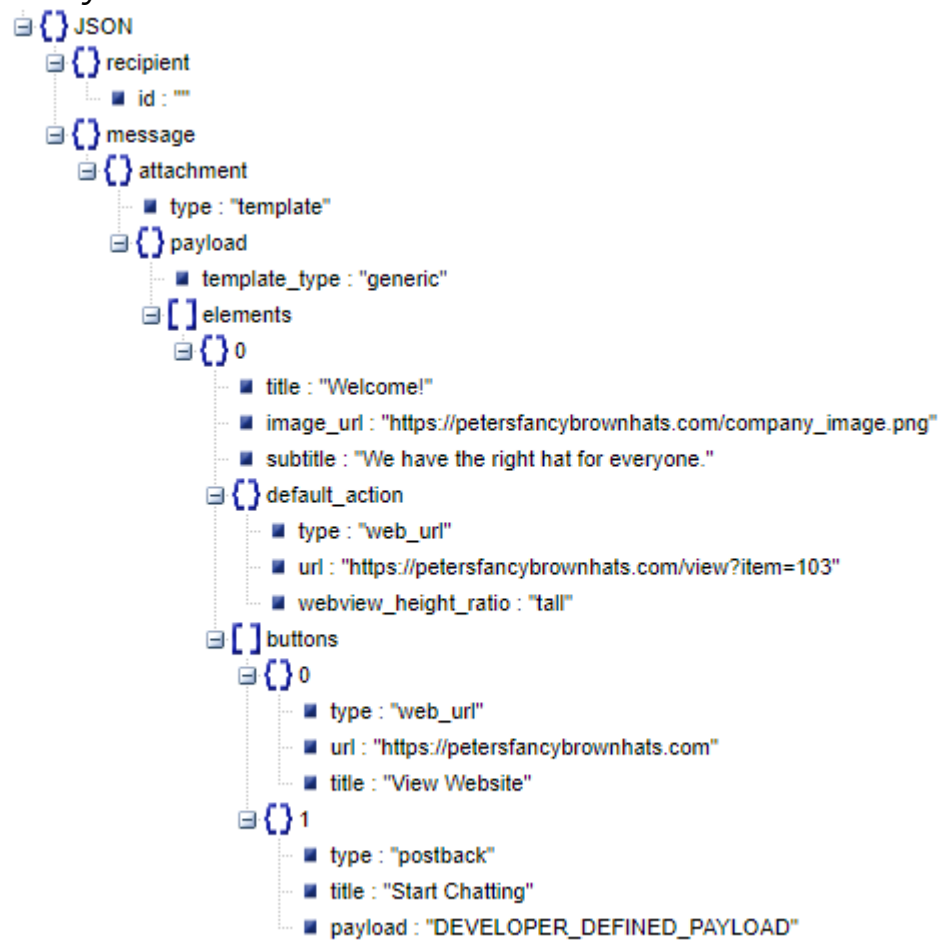 JSON
recipient
id : ""
message
attachment
type : "template"
payload
template_type : "generic"
elements
0
title : "Welcome!"
image_url : "https://petersfancybrownhats.com/company_image.png"
subtitle : "We have the right hat for everyone."
default_action
type : "web_url"
url : "https://petersfancybrownhats.com/view?item=103"
webview_height_ratio : "tall"
buttons
0
type : "web_url"
url : "https://petersfancybrownhats.com"
title : "View Website"
1
type : "postback"
title : "Start Chatting"
payload : "DEVELOPER_DEFINED_PAYLOAD"